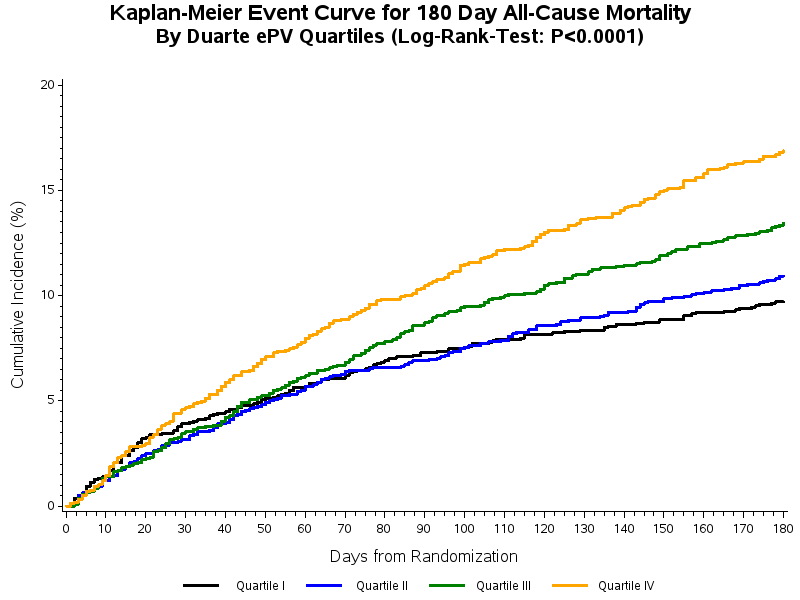 Kaplan-Meier Event Curve for 180 Day All-Cause Mortality
By Duarte ePV Quartiles (Log-Rank-Test: P<0.0001)
20
15
10
5
0
Cumulative Incidence (%)
0 10 20 30 40 50 60 70 80 90 100 110 120 130 140 150 160 170 180
Days from Randomization
Quartile I Quartile II Quartile III Quartile IV